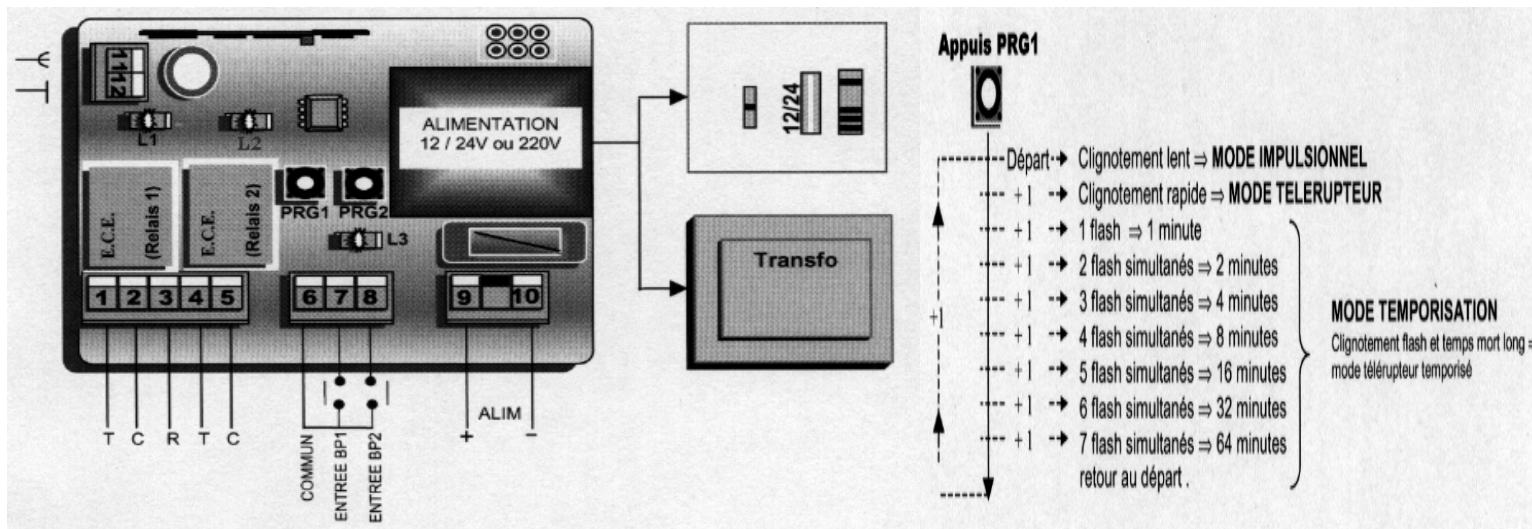 11
12
L1
L2
ALIMENTATION
12 / 24V ou 220V
E.C.E.
(Relais 1)
E.C.E.
(Relais 2)
PRG1
PRG2
L3
1 2 3 4 5
6 7 8
9 10
T C R T C
COMMUN
ENTREE BP1
ENTREE BP2
+ ALIM -
12/24
Transfo
Appuis PRG1
Départ Clignotement lent ⇒ MODE IMPULSIONNEL
+1 Clignotement rapide ⇒ MODE TELERUPTEUR
+1 1 flash ⇒ 1 minute
+1 2 flash simultanés ⇒ 2 minutes
+1 3 flash simultanés ⇒ 4 minutes
+1 4 flash simultanés ⇒ 8 minutes
+1 5 flash simultanés ⇒ 16 minutes
+1 6 flash simultanés ⇒ 32 minutes
+1 7 flash simultanés ⇒ 64 minutes
retour au départ .
+1
MODE TEMPORISATION
Clignotement flash et temps mort long =
mode télérupteur temporisé